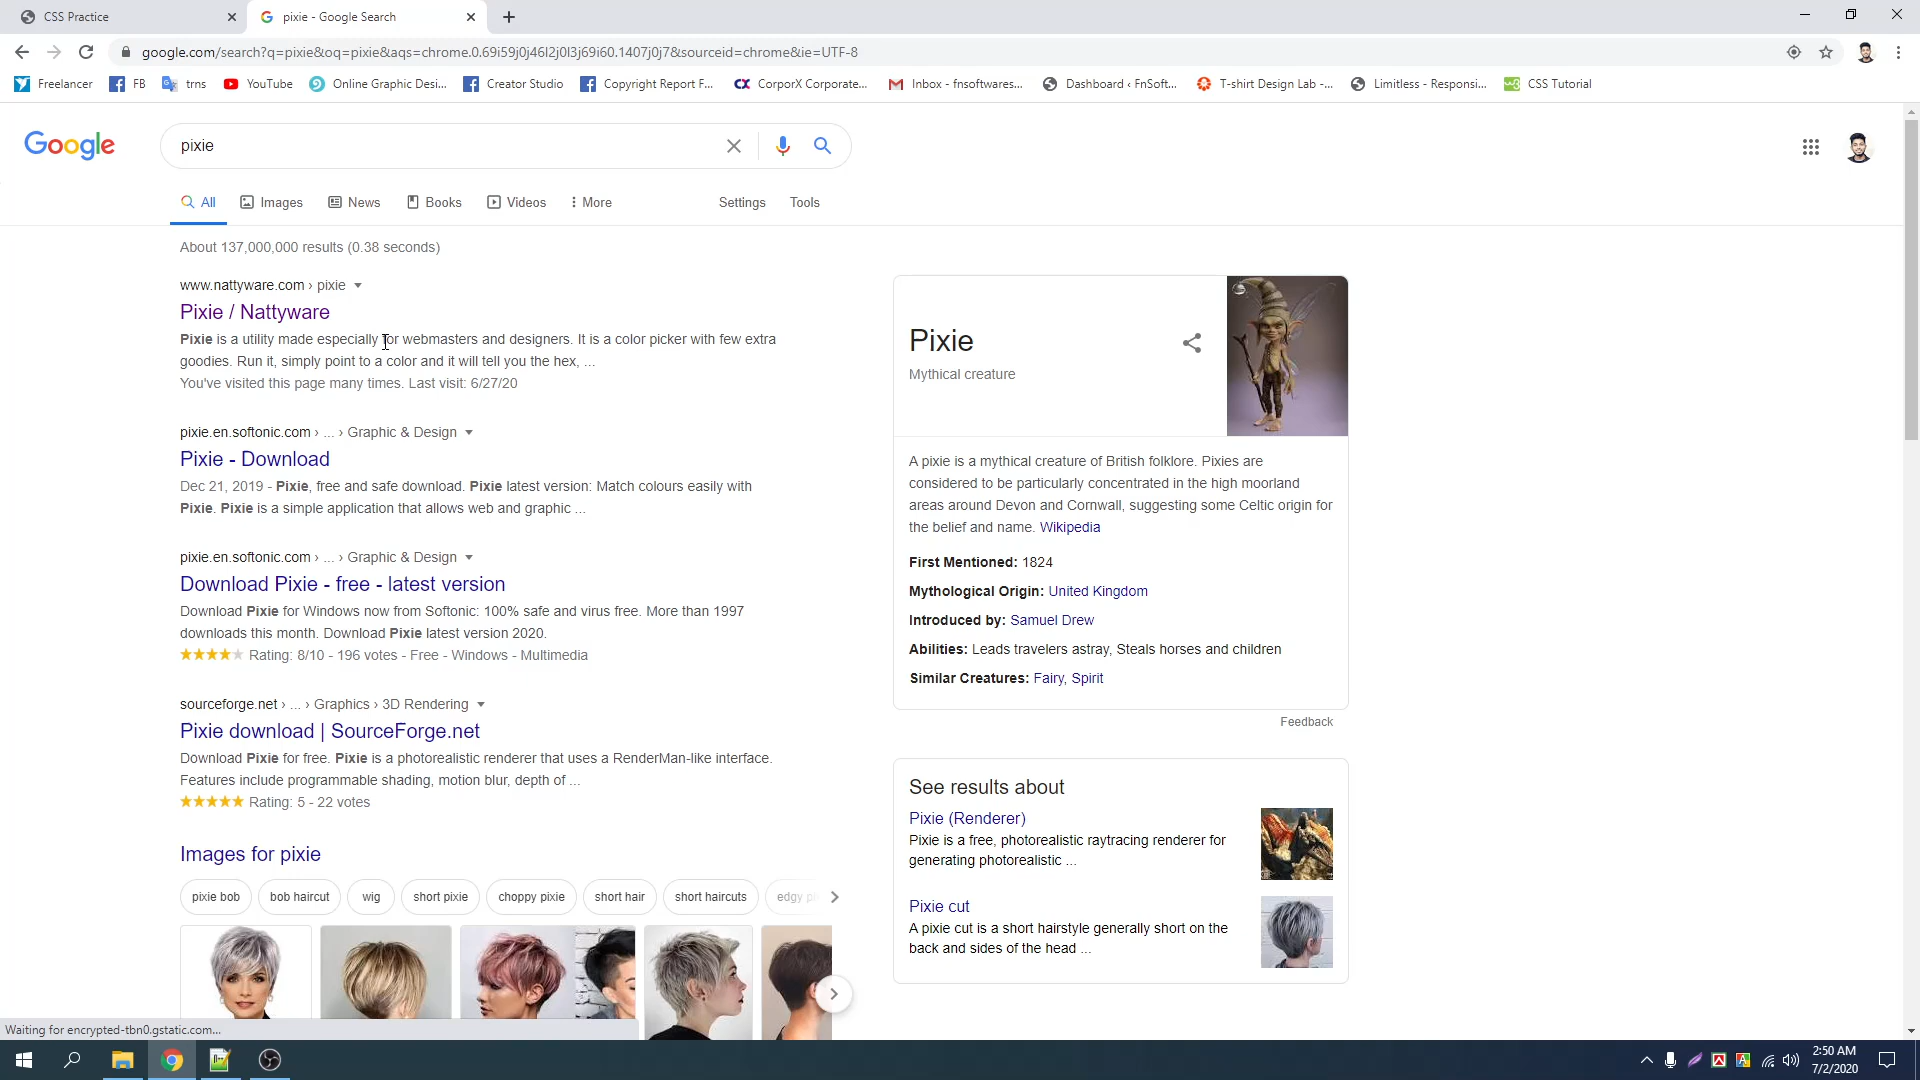 CSS Practice
pixie - Google Search
google.com/search?q=pixie&oq=pixie&aqs=chrome.0.69i59j0j46l2j0l3j69i60.1407j0j7&sourceid=chrome&ie=UTF-8
Freelancer FB trns YouTube Online Graphic Desi... Creator Studio Copyright Report F... CorporX Corporate... Inbox - fnsoftwares... Dashboard ‹ FnSoft... T-shirt Design Lab -... Limitless - Responsi... CSS Tutorial
Google
pixie
All Images News Books Videos More Settings Tools
About 137,000,000 results (0.38 seconds)
www.nattyware.com › pixie
Pixie / Nattyware
Pixie is a utility made especially for webmasters and designers. It is a color picker with few extra
goodies. Run it, simply point to a color and it will tell you the hex, ...
You've visited this page many times. Last visit: 6/27/20
pixie.en.softonic.com › ... › Graphic & Design
Pixie - Download
Dec 21, 2019 - Pixie, free and safe download. Pixie latest version: Match colours easily with
Pixie. Pixie is a simple application that allows web and graphic ...
pixie.en.softonic.com › ... › Graphic & Design
Download Pixie - free - latest version
Download Pixie for Windows now from Softonic: 100% safe and virus free. More than 1997
downloads this month. Download Pixie latest version 2020.
Rating: 8/10 - 196 votes - Free - Windows - Multimedia
sourceforge.net › ... › Graphics › 3D Rendering
Pixie download | SourceForge.net
Download Pixie for free. Pixie is a photorealistic renderer that uses a RenderMan-like interface.
Features include programmable shading, motion blur, depth of ...
Rating: 5 - 22 votes
Images for pixie
pixie bob
bob haircut
wig
short pixie
choppy pixie
short hair
short haircuts
edgy
Pixie
Mythical creature
A pixie is a mythical creature of British folklore. Pixies are
considered to be particularly concentrated in the high moorland
areas around Devon and Cornwall, suggesting some Celtic origin for
the belief and name. Wikipedia
First Mentioned: 1824
Mythological Origin: United Kingdom
Introduced by: Samuel Drew
Abilities: Leads travelers astray, Steals horses and children
Similar Creatures: Fairy, Spirit
Feedback
See results about
Pixie (Renderer)
Pixie is a free, photorealistic raytracing renderer for
generating photorealistic ...
Pixie cut
A pixie cut is a short hairstyle generally short on the
back and sides of the head ...
Waiting for encrypted-tbn0.gstatic.com...
2:50 AM
7/2/2020